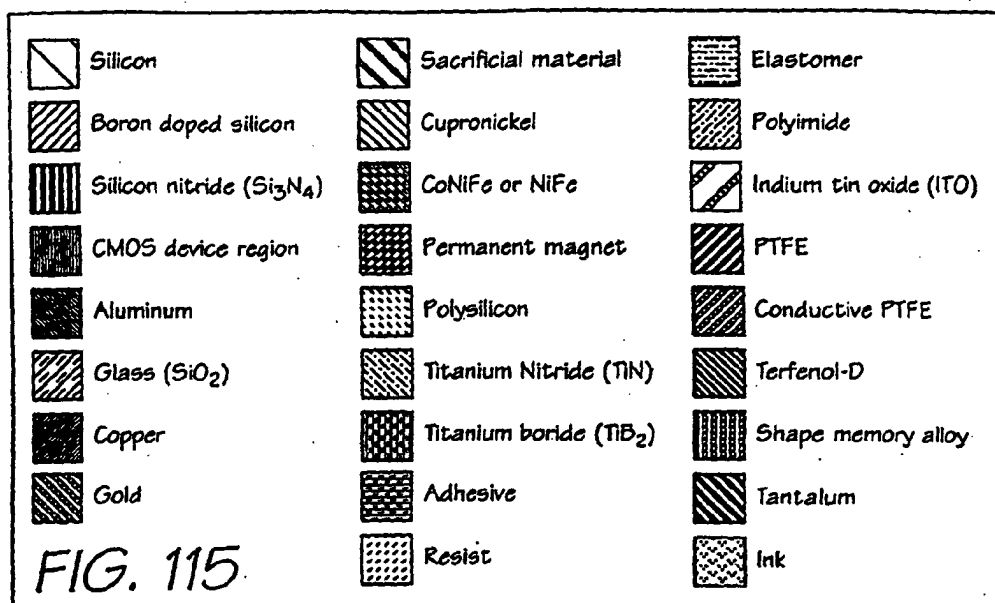 Silicon
Boron doped silicon
Silicon nitride (Si₃N₄)
CMOS device region
Aluminum
Glass (SiO₂)
Copper
Gold
FIG. 115
Sacrificial material
Cupronickel
CoNiFe or NiFe
Permanent magnet
Polysilicon
Titanium Nitride (TiN)
Titanium boride (TiB₂)
Adhesive
Resist
Elastomer
Polyimide
Indium tin oxide (ITO)
PTFE
Conductive PTFE
Terfenol-D
Shape memory alloy
Tantalum
Ink